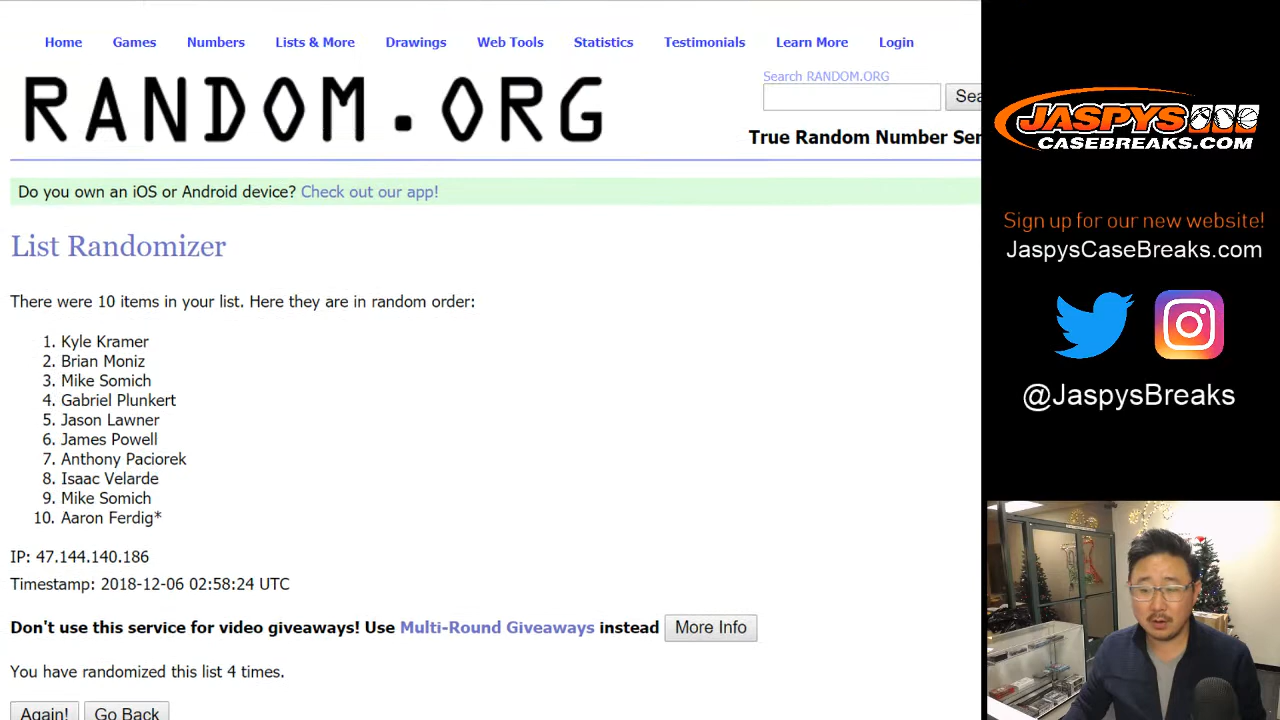 Home Games Numbers Lists & More Drawings Web Tools Statistics Testimonials Learn More Login
RANDOM.ORG
Search RANDOM.ORG
True Random Number
Do you own an iOS or Android device? Check out our app!
List Randomizer
There were 10 items in your list. Here they are in random order:
1. Kyle Kramer
2. Brian Moniz
3. Mike Somich
4. Gabriel Plunkert
5. Jason Lawner
6. James Powell
7. Anthony Paciorek
8. Isaac Velarde
9. Mike Somich
10. Aaron Ferdig*
IP: 47.144.140.186
Timestamp: 2018-12-06 02:58:24 UTC
Don't use this service for video giveaways! Use Multi-Round Giveaways instead More Info
You have randomized this list 4 times.
Again! Go Back
JASPYS
CASEBREAKS.COM
Sign up for our new website!
JaspysCaseBreaks.com
@JaspysBreaks